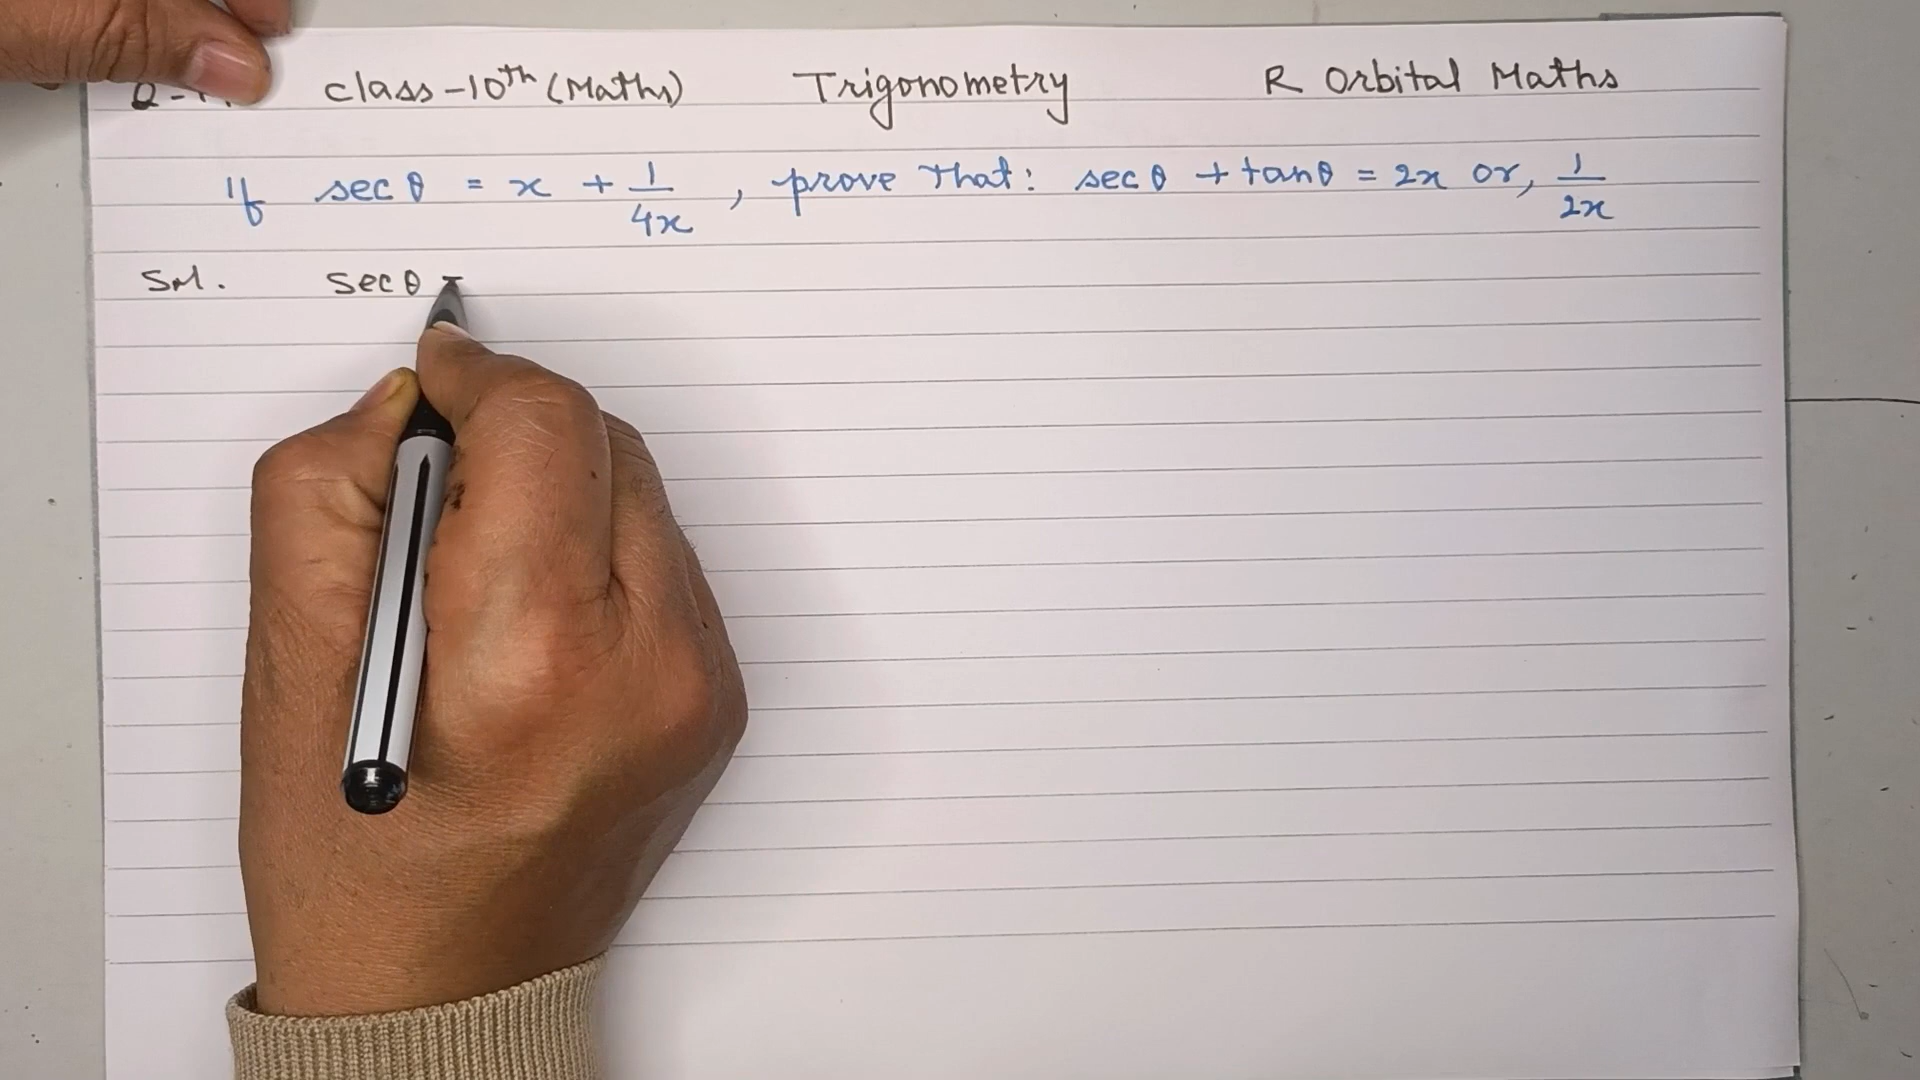 class-10th (Maths) Trigonometry R Orbital Maths
If sec θ = x + 1/4x , prove that: sec θ + tan θ = 2x or, 1/2x
Sol. Sec θ